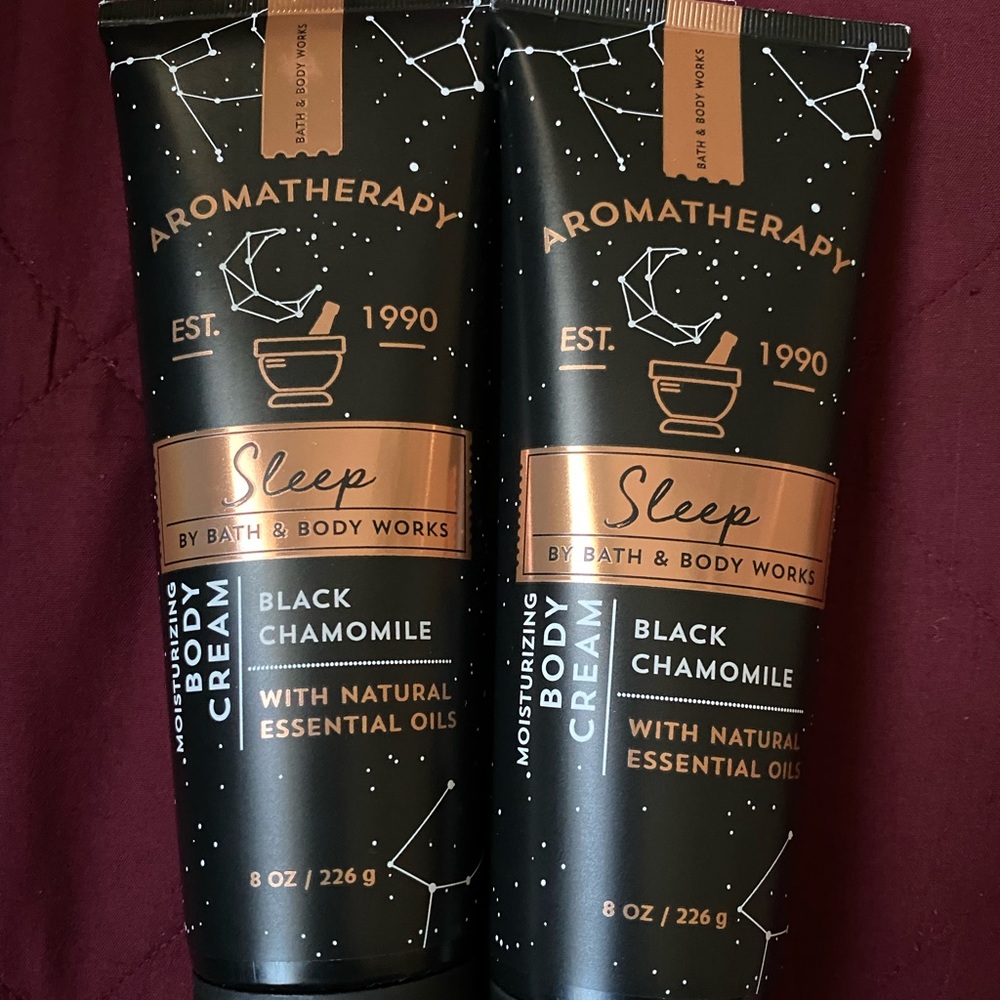 BATH & BODY WORKS
AROMATHERAPY
EST. 1990
Sleep
BY BATH & BODY WORKS
MOISTURIZING
BODY
CREAM
BLACK
CHAMOMILE
WITH NATURAL
ESSENTIAL OILS
8 OZ / 226 g
BATH & BODY WORKS
AROMATHERAPY
EST. 1990
Sleep
BY BATH & BODY WORKS
MOISTURIZING
BODY
CREAM
BLACK
CHAMOMILE
WITH NATURAL
ESSENTIAL OILS
8 OZ / 226 g